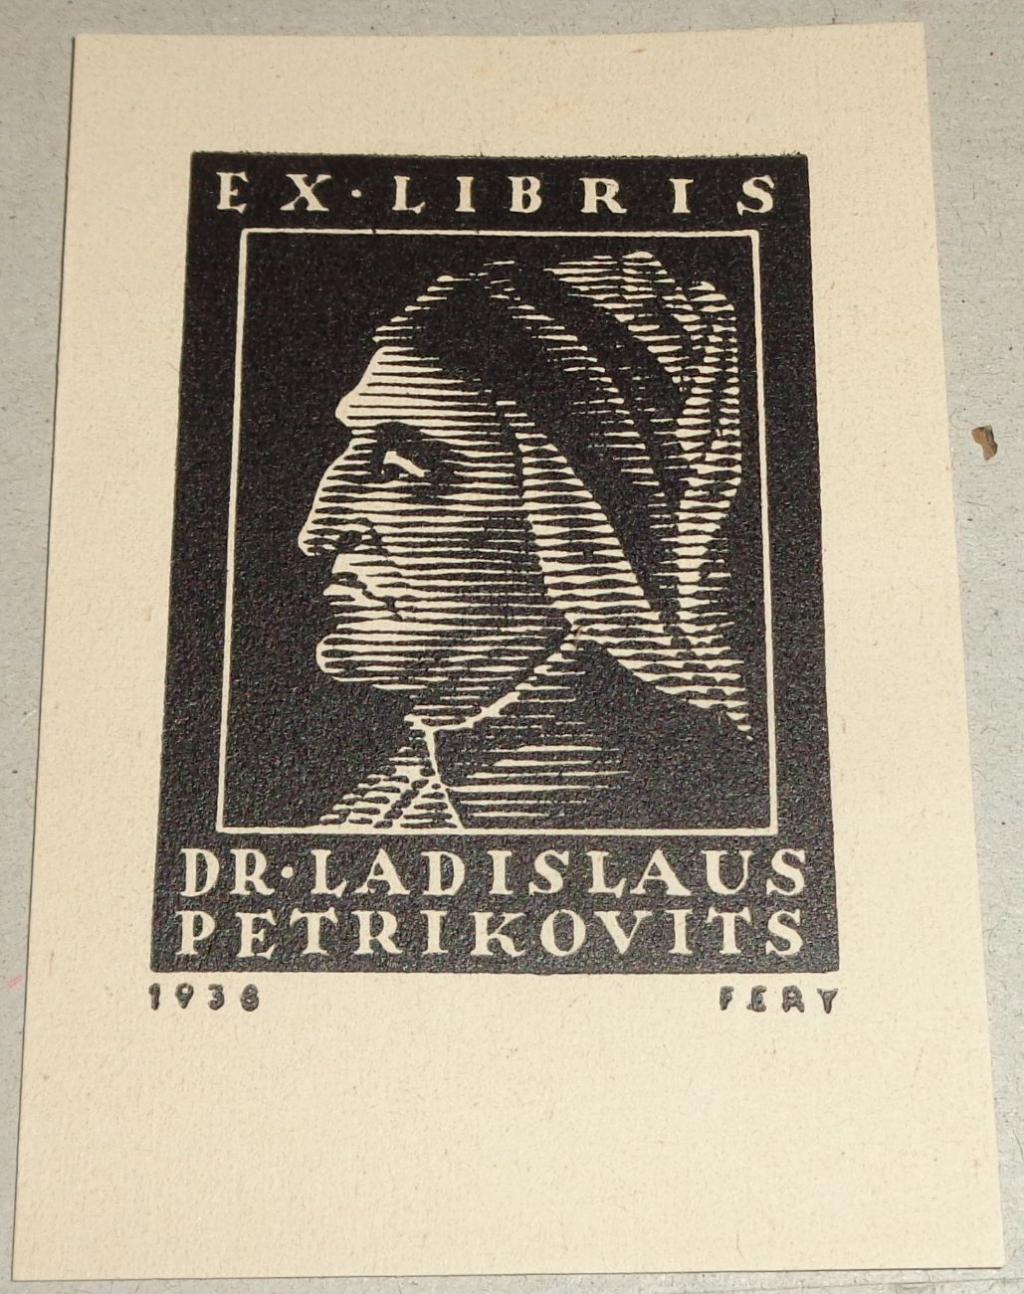 EX·LIBRIS
DR·LADISLAUS
PETRIKOVITS
1938 FERY